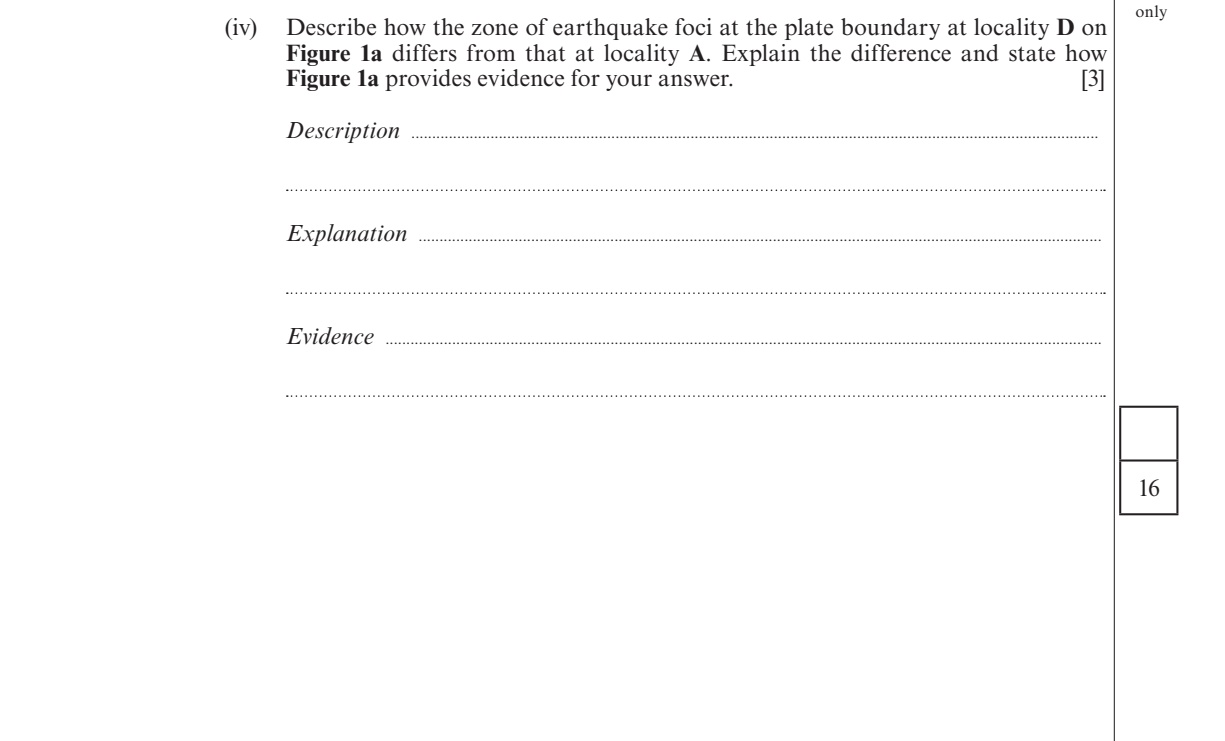 only
(iv) Describe how the zone of earthquake foci at the plate boundary at locality D on
Figure 1a differs from that at locality A. Explain the difference and state how
Figure 1a provides evidence for your answer. [3]
Description
Explanation
Evidence
16